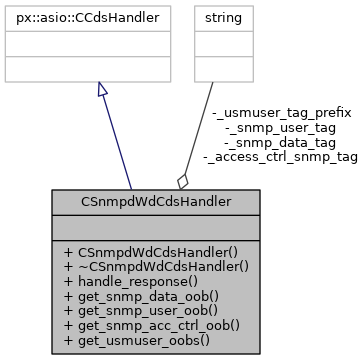 px::asio::CCdsHandler
string
-_usmuser_tag_prefix
-_snmp_user_tag
-_snmp_data_tag
-_access_ctrl_snmp_tag
CSnmpdWdCdsHandler
+ CSnmpdWdCdsHandler()
+ ~CSnmpdWdCdsHandler()
+ handle_response()
+ get_snmp_data_oob()
+ get_snmp_user_oob()
+ get_snmp_acc_ctrl_oob()
+ get_usmuser_oobs()